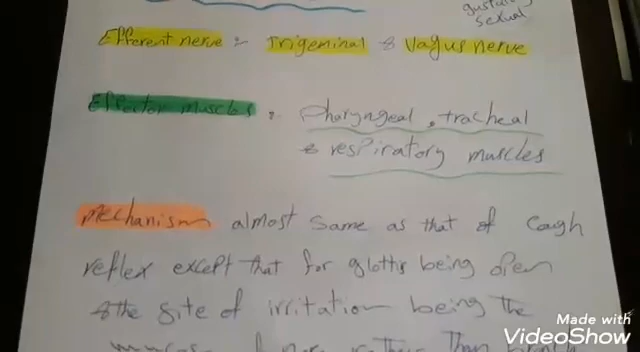 sexual
Efferent nerve :- Trigeminal & Vagus nerve
Effector muscles :- Pharyngeal, tracheal
& respiratory muscles
Mechanism almost same as that of cough
reflex except that for glottis being open
& the site of irritation being the
Made with
VideoShow